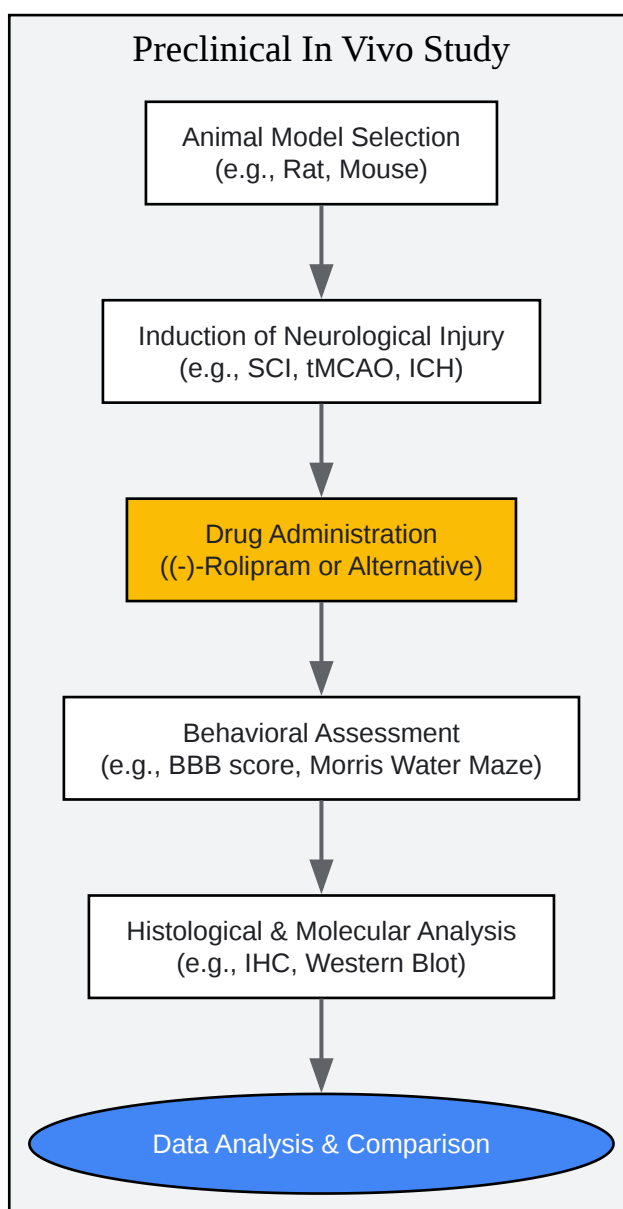 Preclinical In Vivo Study
Animal Model Selection
(e.g., Rat, Mouse)
Induction of Neurological Injury
(e.g., SCI, tMCAO, ICH)
Drug Administration
((-)-Rolipram or Alternative)
Behavioral Assessment
(e.g., BBB score, Morris Water Maze)
Histological & Molecular Analysis
(e.g., IHC, Western Blot)
Data Analysis & Comparison